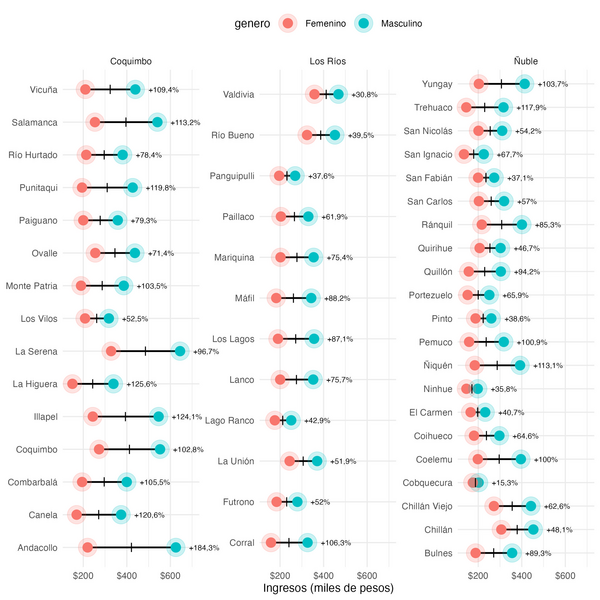 genero Femenino Masculino
Coquimbo
Vicuña +109.4%
Salamanca +113.2%
Río Hurtado +78.4%
Punitaqui +119.8%
Paiguano +79.3%
Ovalle +71.4%
Monte Patria +103.5%
Los Vilos +52.5%
La Serena +96.7%
La Higuera +125.6%
Illapel +124.1%
Coquimbo +102.8%
Combarbalá +105.5%
Canela +120.6%
Andacollo +184.3%
$200 $400 $600
Los Ríos
Valdivia +30.8%
Río Bueno +39.5%
Panguipulli +37.6%
Paillaco +61.9%
Mariquina +75.4%
Máfil +88.2%
Los Lagos +87.1%
Lanco +75.7%
Lago Ranco +42.9%
La Unión +51.9%
Futrono +52%
Corral +106.3%
$200 $400 $600
Ñuble
Yungay +103.7%
Trehuaco +117.9%
San Nicolás +54.2%
San Ignacio +67.7%
San Fabián +37.1%
San Carlos +57%
Ránquil +85.3%
Quirihue +46.7%
Quillón +94.2%
Portezuelo +65.9%
Pinto +38.6%
Pemuco +100.9%
Ñiquén +113.1%
Ninhue +35.8%
El Carmen +40.7%
Coihueco +64.6%
Coelemu +100%
Cobquecura +15.3%
Chillán Viejo +62.6%
Chillán +48.1%
Bulnes +89.3%
$200 $400 $600
Ingresos (miles de pesos)